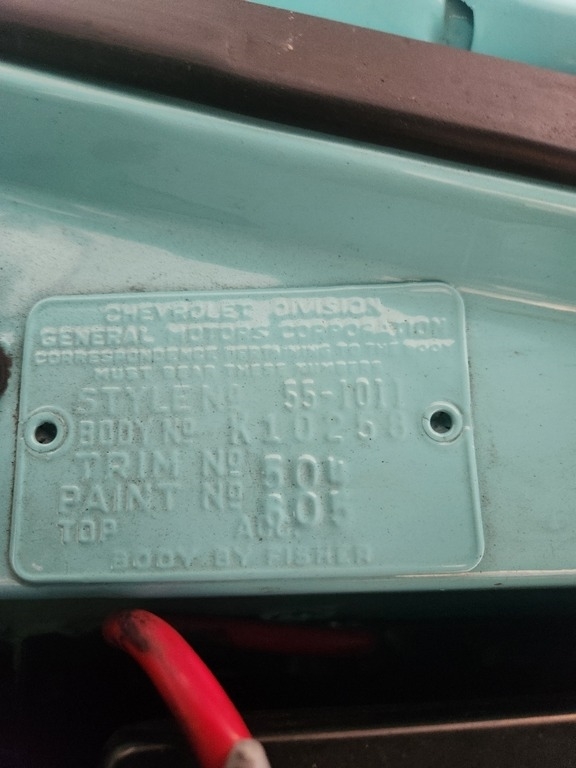 CHEVROLET DIVISION
GENERAL MOTORS CORPORATION
CORRESPONDENCE PERTAINING TO THE BODY
MUST BEAR THESE NUMBERS
STYLE Nº 55-1011
BODY Nº K10258
TRIM Nº
PAINT Nº 605
TOP ACC.
BODY BY FISHER